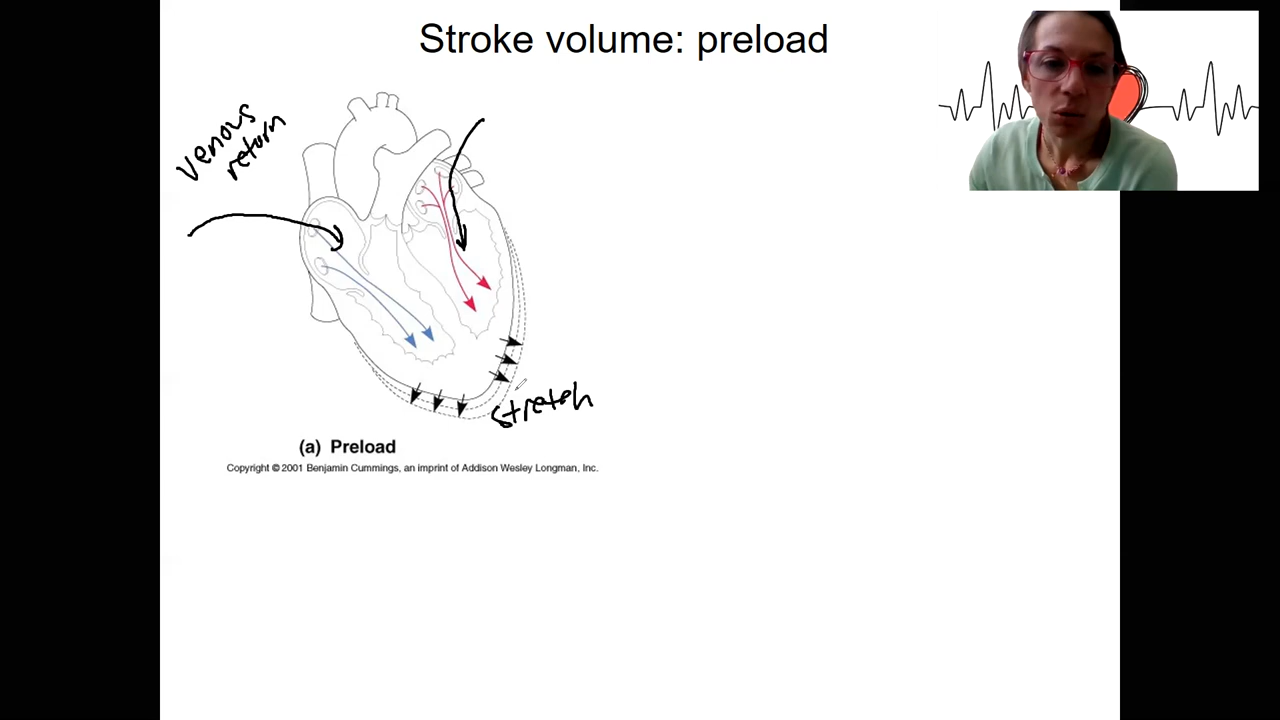 Stroke volume: preload
venous
return
stretch
(a) Preload
Copyright © 2001 Benjamin Cummings, an imprint of Addison Wesley Longman, Inc.